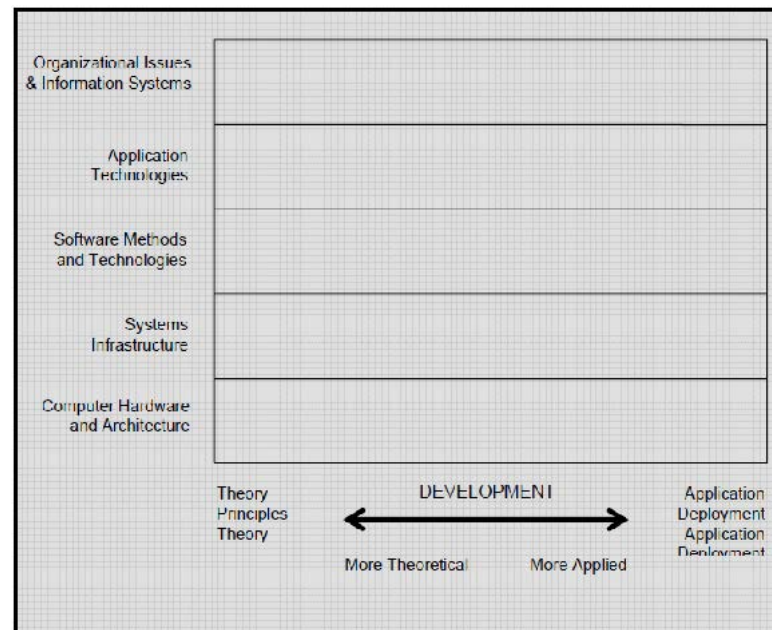 Organizational Issues
& Information Systems
Application
Technologies
Software Methods
and Technologies
Systems
Infrastructure
Computer Hardware
and Architecture
Theory
Principles
Theory
DEVELOPMENT
Application
Deployment
Application
Deployment
More Theoretical
More Applied